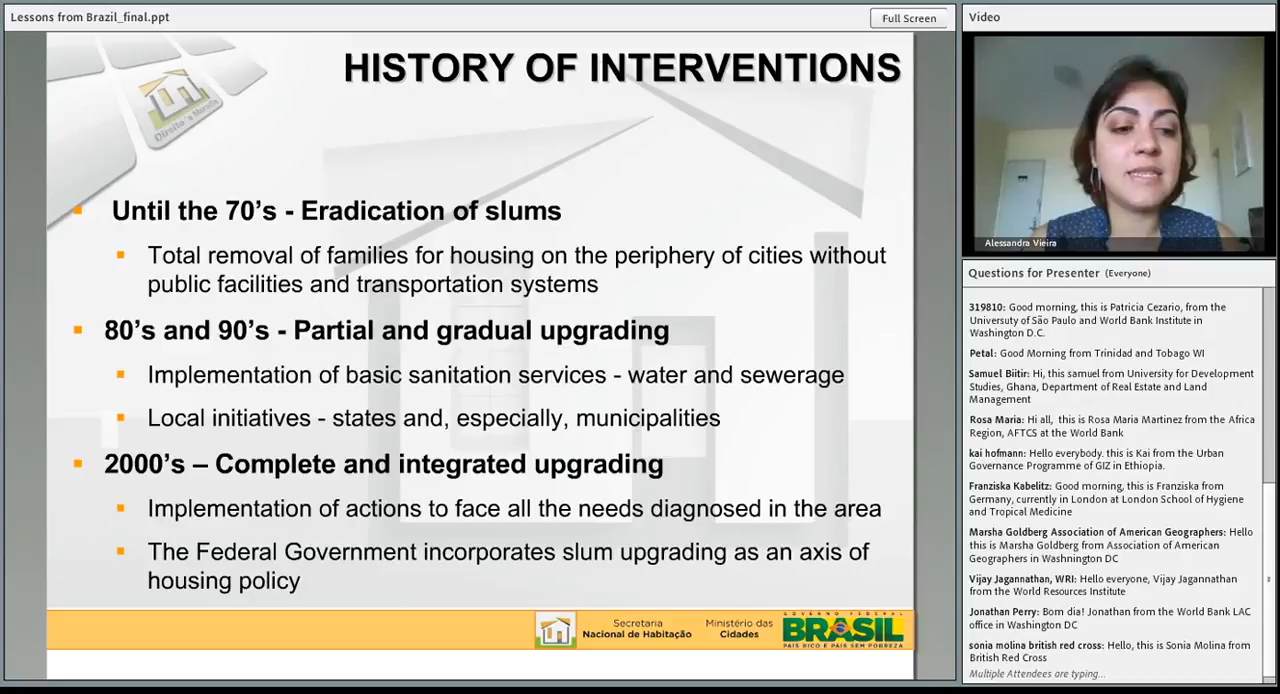 Lessons from Brazil_final.ppt
Full Screen
HISTORY OF INTERVENTIONS
Direito à Moradia
Until the 70's - Eradication of slums
Total removal of families for housing on the periphery of cities without
public facilities and transportation systems
80's and 90's - Partial and gradual upgrading
Implementation of basic sanitation services - water and sewerage
Local initiatives - states and, especially, municipalities
2000's – Complete and integrated upgrading
Implementation of actions to face all the needs diagnosed in the area
The Federal Government incorporates slum upgrading as an axis of
housing policy
Secretaria
Nacional de Habitação
Ministério das
Cidades
GOVERNO FEDERAL
BRASIL
PAÍS RICO É PAÍS SEM POBREZA
Video
Alessandra Vieira
Questions for Presenter (Everyone)
319810: Good morning, this is Patricia Cezario, from the
Universuty of São Paulo and World Bank Institute in
Washington D.C.
Petal: Good Morning from Trinidad and Tobago WI
Samuel Biitir: Hi, this samuel from University for Development
Studies, Ghana, Department of Real Estate and Land
Management
Rosa Maria: Hi all, this is Rosa Maria Martinez from the Africa
Region, AFTCS at the World Bank
kai hofmann: Hello everybody. this is Kai from the Urban
Governance Programme of GIZ in Ethiopia.
Franziska Kabelitz: Good morning, this is Franziska from
Germany, currently in London at London School of Hygiene
and Tropical Medicine
Marsha Goldberg Association of American Geographers: Hello
this is Marsha Goldberg from Association of American
Geographers in Washnington DC
Vijay Jagannathan, WRI: Hello everyone, Vijay Jagannathan
from the World Resources Institute
Jonathan Perry: Bom dia! Jonathan from the World Bank LAC
office in Washington DC
sonia molina british red cross: Hello, this is Sonia Molina from
British Red Cross
Multiple Attendees are typing...